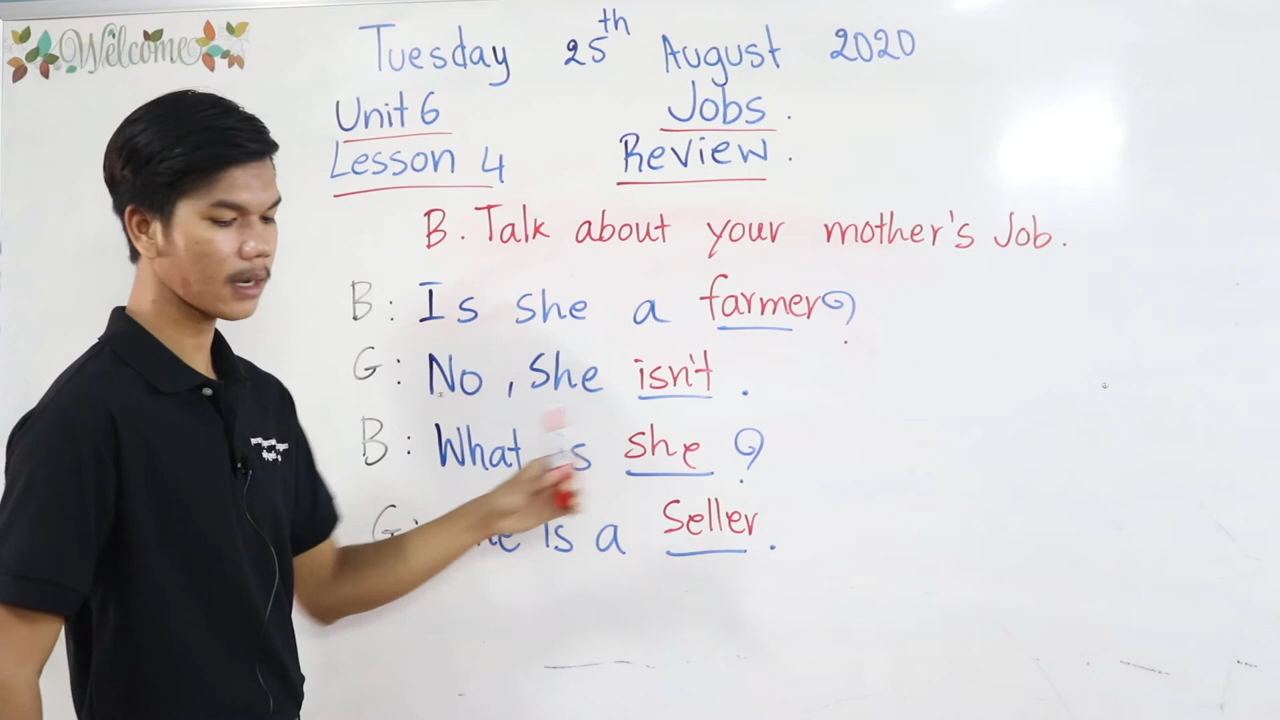 Welcome
Tuesday 25th August 2020
Unit 6 Jobs.
Lesson 4 Review.
B. Talk about your mother's Job.
B: Is she a farmer?
G: No, She isn't.
B: What is she?
G: is a Seller.